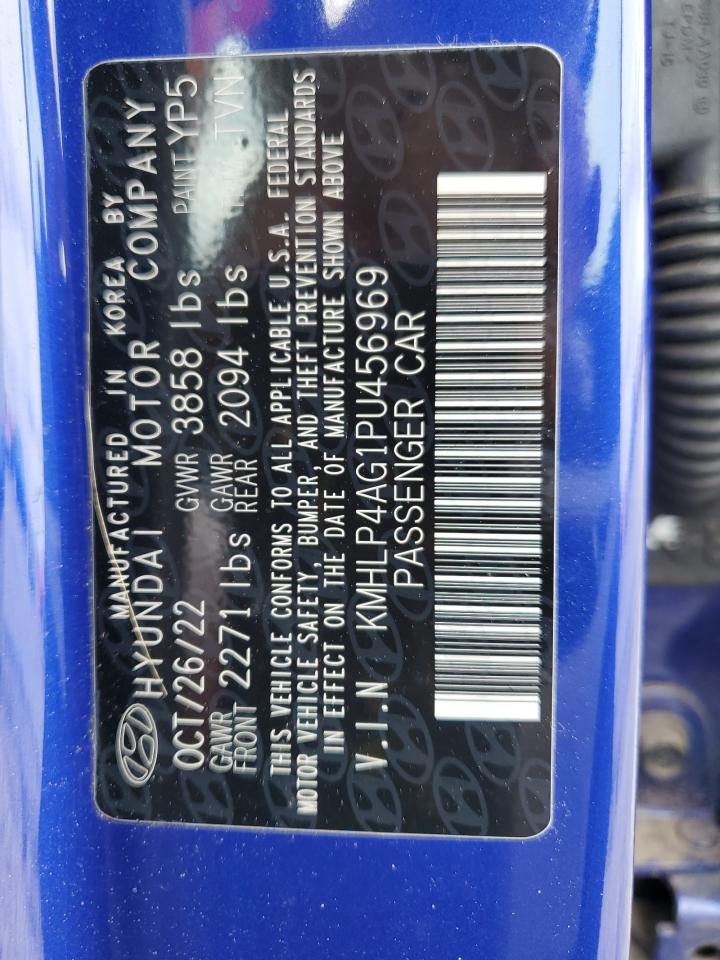 MANUFACTURED IN KOREA BY
HYUNDAI MOTOR COMPANY
OCT/26/22 GVWR 3858 lbs PAINT YP5
GAWR FRONT 2271 lbs GAWR REAR 2094 lbs TVN
THIS VEHICLE CONFORMS TO ALL APPLICABLE U.S.A. FEDERAL
MOTOR VEHICLE SAFETY, BUMPER, AND THEFT PREVENTION STANDARDS
IN EFFECT ON THE DATE OF MANUFACTURE SHOWN ABOVE
V.I.N KMHLP4AG1PU456969
PASSENGER CAR